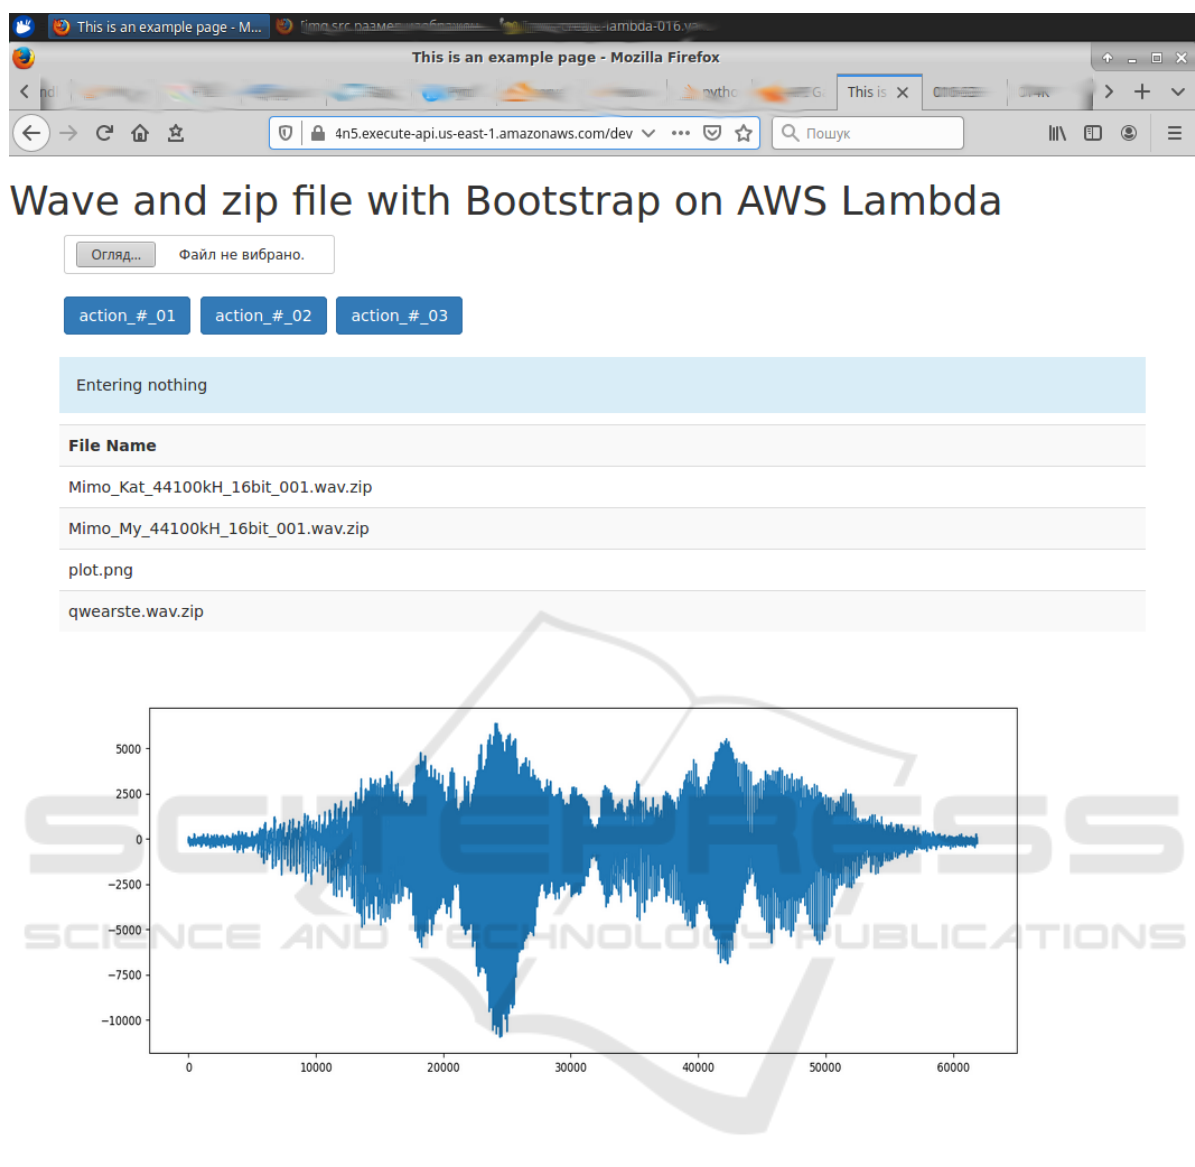 This is an example page - M...
lambda-016.y
This is an example page - Mozilla Firefox
This is
4n5.execute-api.us-east-1.amazonaws.com/dev
Пошук
Wave and zip file with Bootstrap on AWS Lambda
Огляд... Файл не вибрано.
action_#_01 action_#_02 action_#_03
Entering nothing
File Name
Mimo_Kat_44100kH_16bit_001.wav.zip
Mimo_My_44100kH_16bit_001.wav.zip
plot.png
qwearste.wav.zip
5000
2500
0
−2500
−5000
−7500
−10000
0 10000 20000 30000 40000 50000 60000
SCITEPRESS
SCIENCE AND TECHNOLOGY PUBLICATIONS